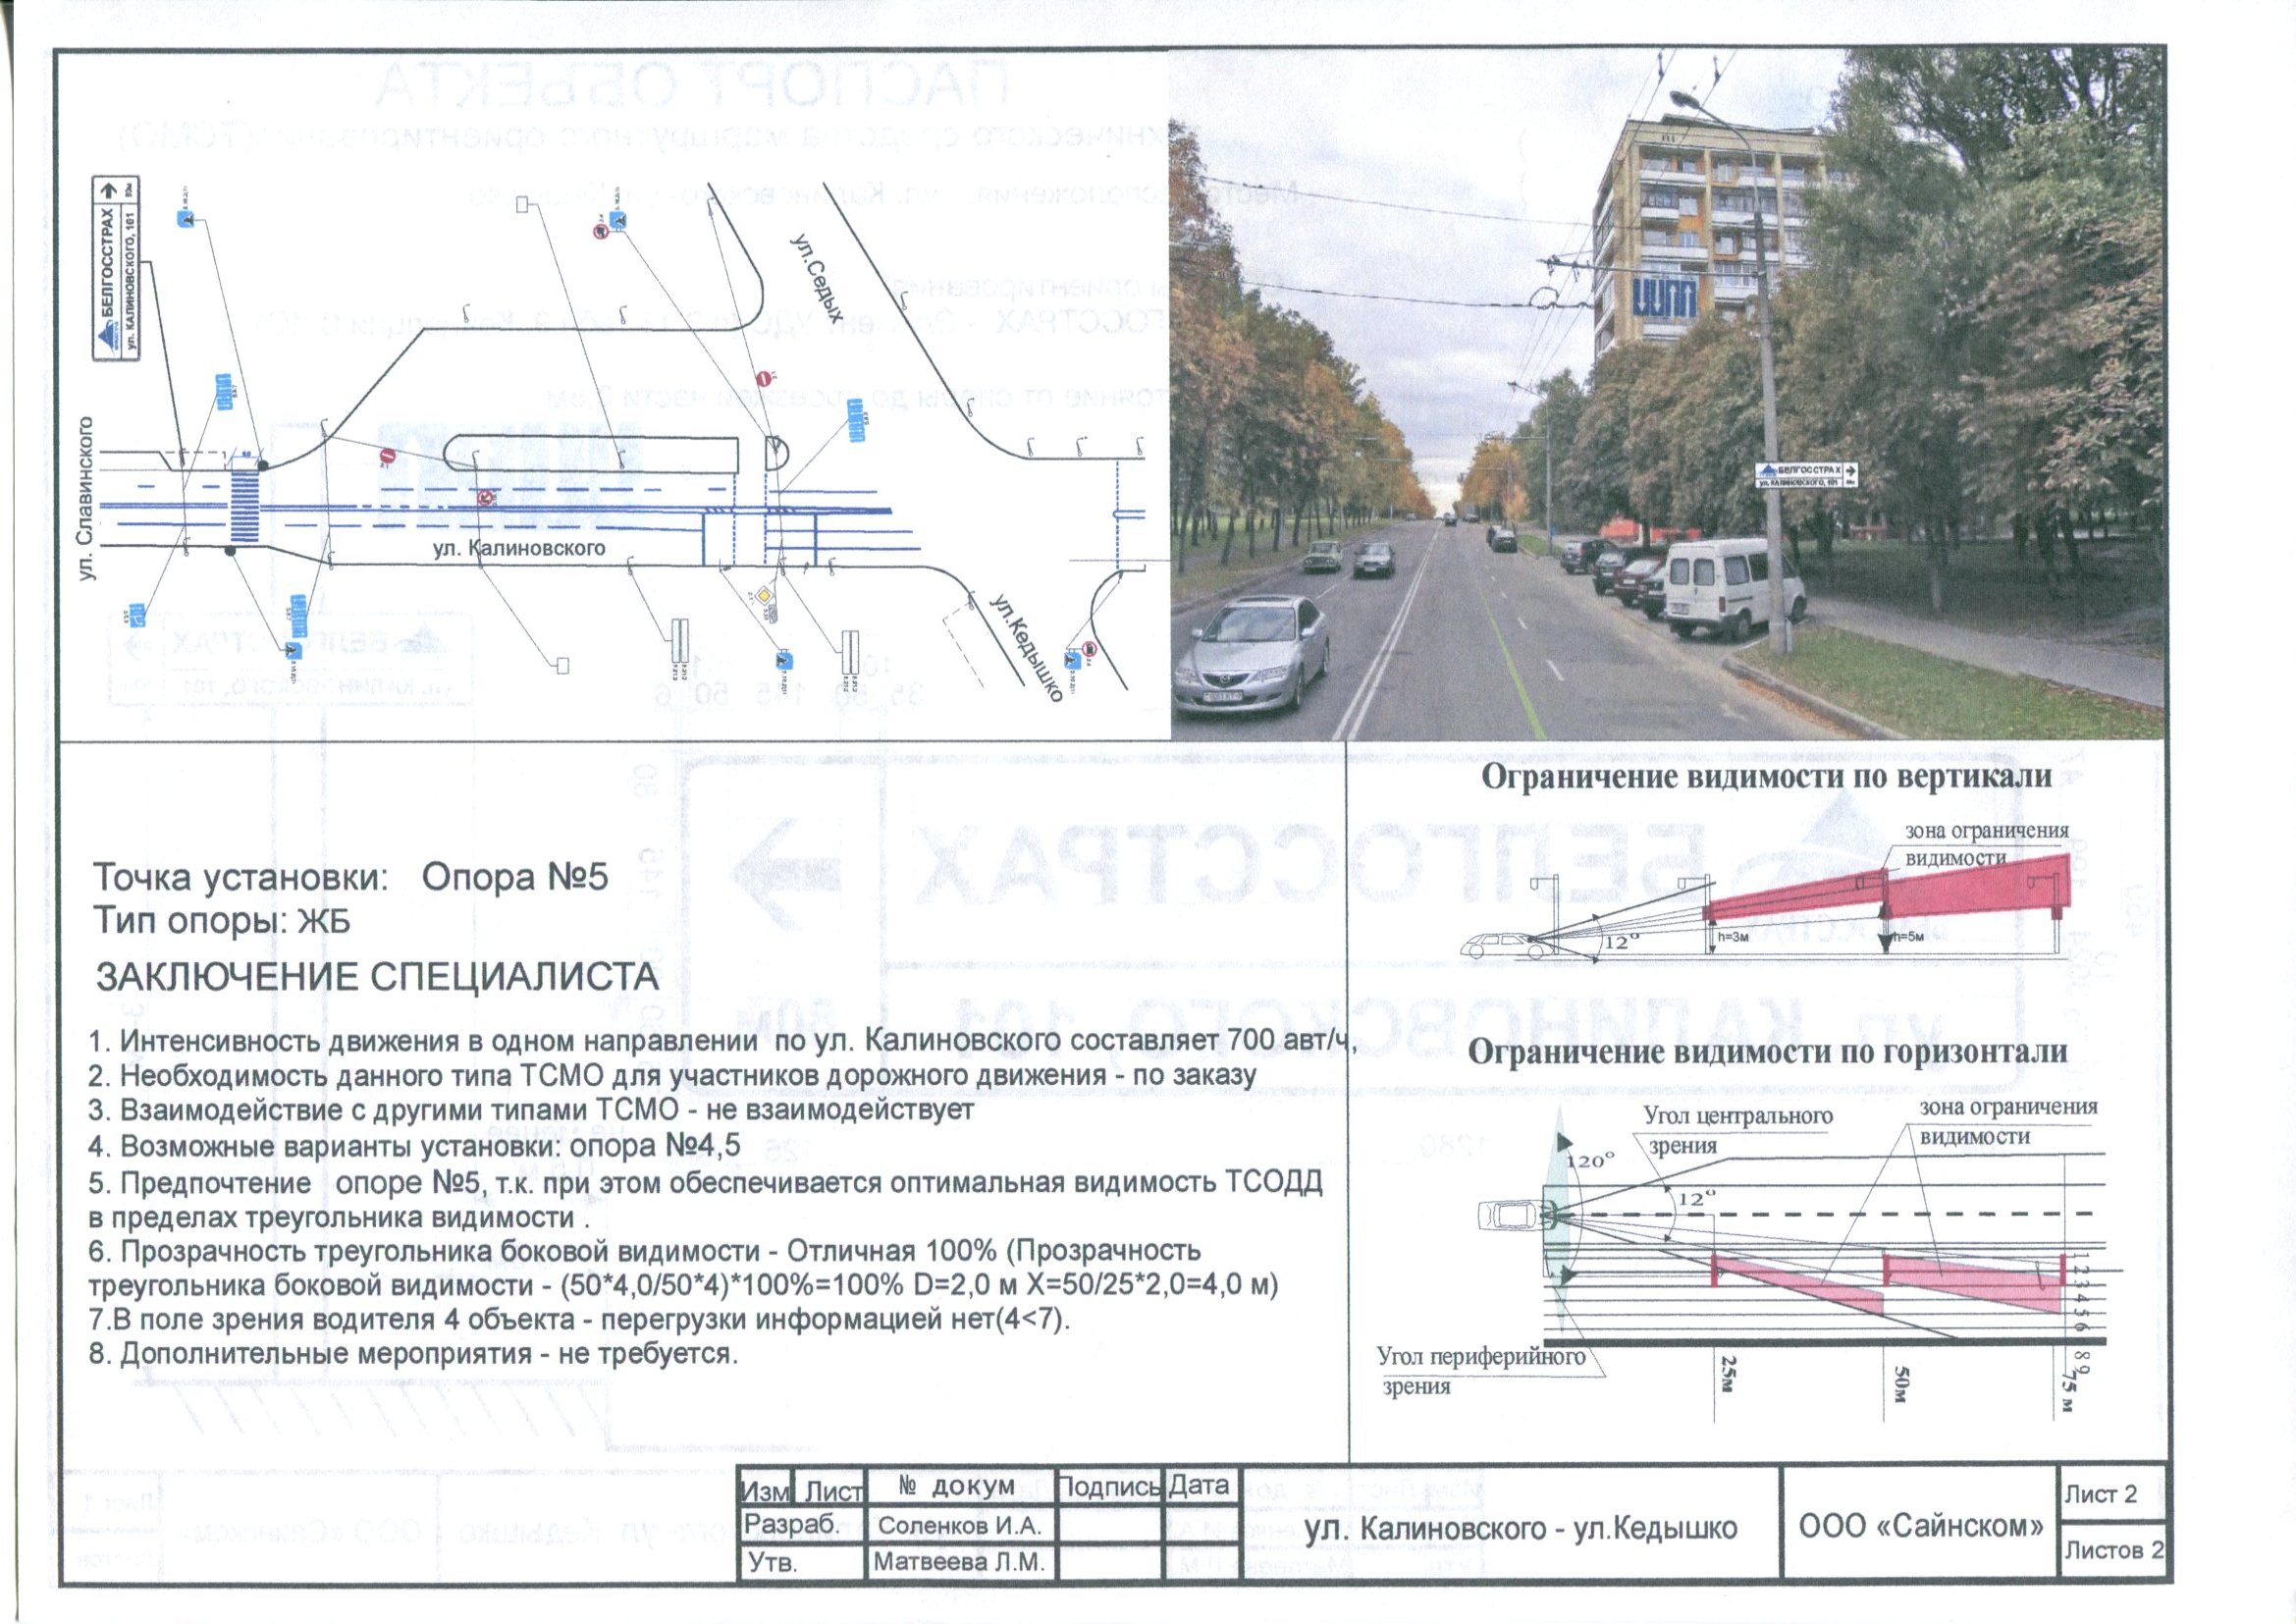 БЕЛГОССТРАХ
ул. КАЛИНОВСКОГО, 101
80м
ул. Славинского
ул.Седых
ул. Калиновского
ул.Кедышко
БЕЛГОССТРАХ
ул. КАЛИНОВСКОГО, 101
Точка установки: Опора №5
Тип опоры: ЖБ
ЗАКЛЮЧЕНИЕ СПЕЦИАЛИСТА
1. Интенсивность движения в одном направлении по ул. Калиновского составляет 700 авт/ч,
2. Необходимость данного типа ТСМО для участников дорожного движения - по заказу
3. Взаимодействие с другими типами ТСМО - не взаимодействует
4. Возможные варианты установки: опора №4,5
5. Предпочтение опоре №5, т.к. при этом обеспечивается оптимальная видимость ТСОДД
в пределах треугольника видимости .
6. Прозрачность треугольника боковой видимости - Отличная 100% (Прозрачность
треугольника боковой видимости - (50*4,0/50*4)*100%=100% D=2,0 м X=50/25*2,0=4,0 м)
7.В поле зрения водителя 4 объекта - перегрузки информацией нет(4<7).
8. Дополнительные мероприятия - не требуется.
Ограничение видимости по вертикали
зона ограничения
видимости
12°
h=3м
h=5м
Ограничение видимости по горизонтали
Угол центрального
зрения
зона ограничения
видимости
120°
12°
1 2 3 4 5 6 8 9
Угол периферийного
зрения
25м
50м
75 м
Изм Лист № докум Подпись Дата
Разраб. Соленков И.А.
Утв. Матвеева Л.М.
ул. Калиновского - ул.Кедышко
ООО «Сайнском»
Лист 2
Листов 2